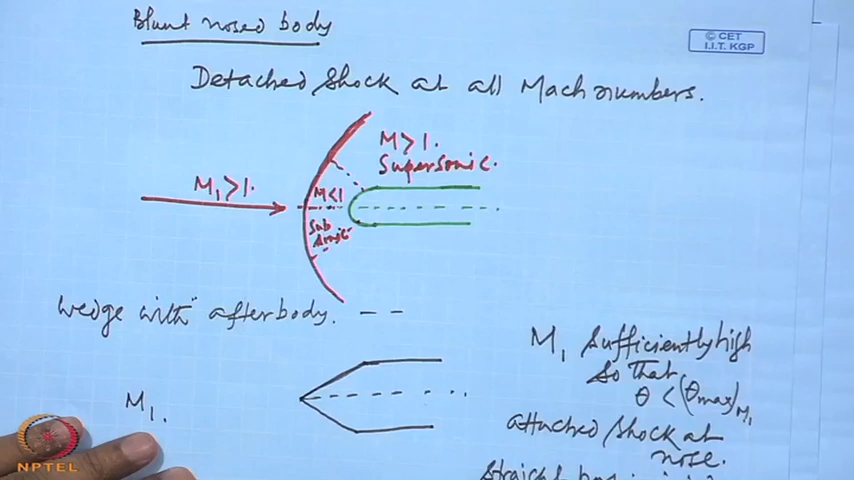 Blunt nosed body
© CET
I.I.T. KGP
Detached shock at all Mach numbers.
M>1.
Supersonic.
M₁>1.
M<1
Sub
sonic
wedge with afterbody. — —
M₁ sufficiently high
so that
θ < (θmax)M₁
M₁.
attached shock at
nose.
straight
NPTEL